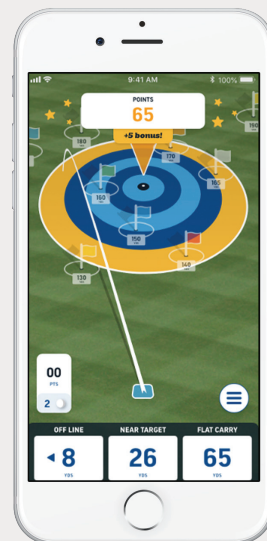 9:41 AM
100%
POINTS
65
+5 bonus!
180
170
160
160
150
140
130
00
PTS
2
OFF LINE
NEAR TARGET
FLAT CARRY
8
26
65
YDS
YDS
YDS